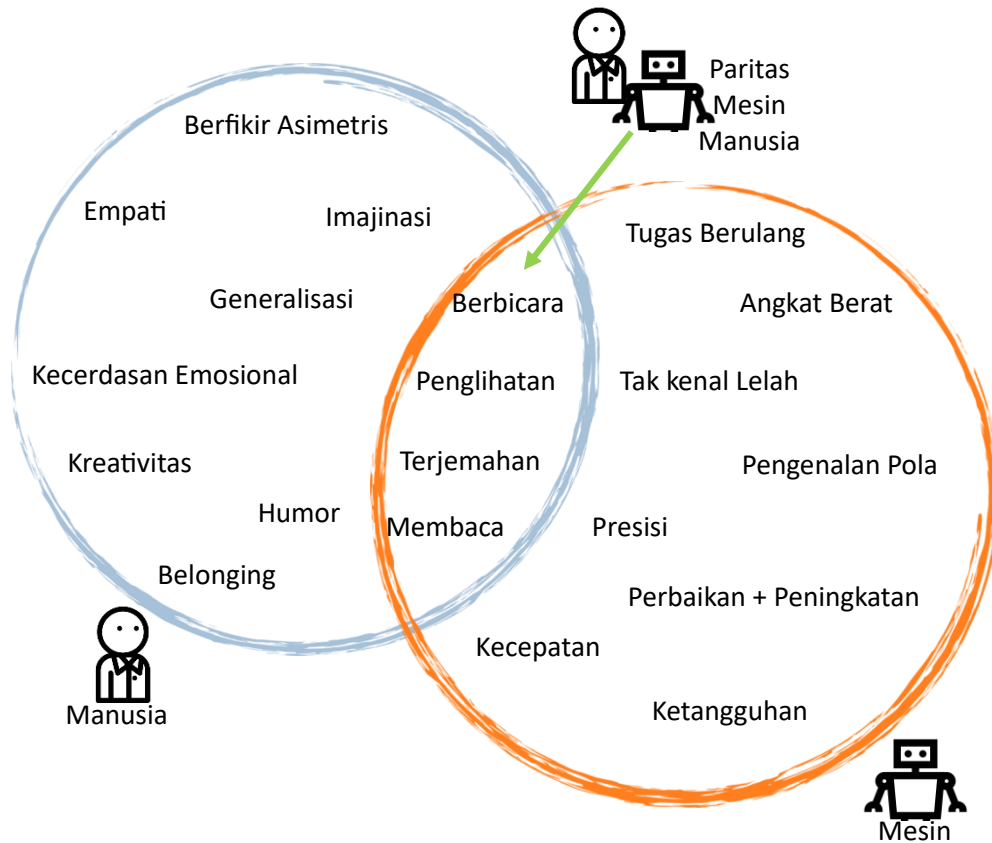 Paritas
Mesin
Manusia
Berfikir Asimetris
Empati
Imajinasi
Generalisasi
Kecerdasan Emosional
Kreativitas
Humor
Belonging
Manusia
Berbicara
Penglihatan
Terjemahan
Membaca
Tugas Berulang
Angkat Berat
Tak kenal Lelah
Pengenalan Pola
Presisi
Perbaikan + Peningkatan
Kecepatan
Ketangguhan
Mesin